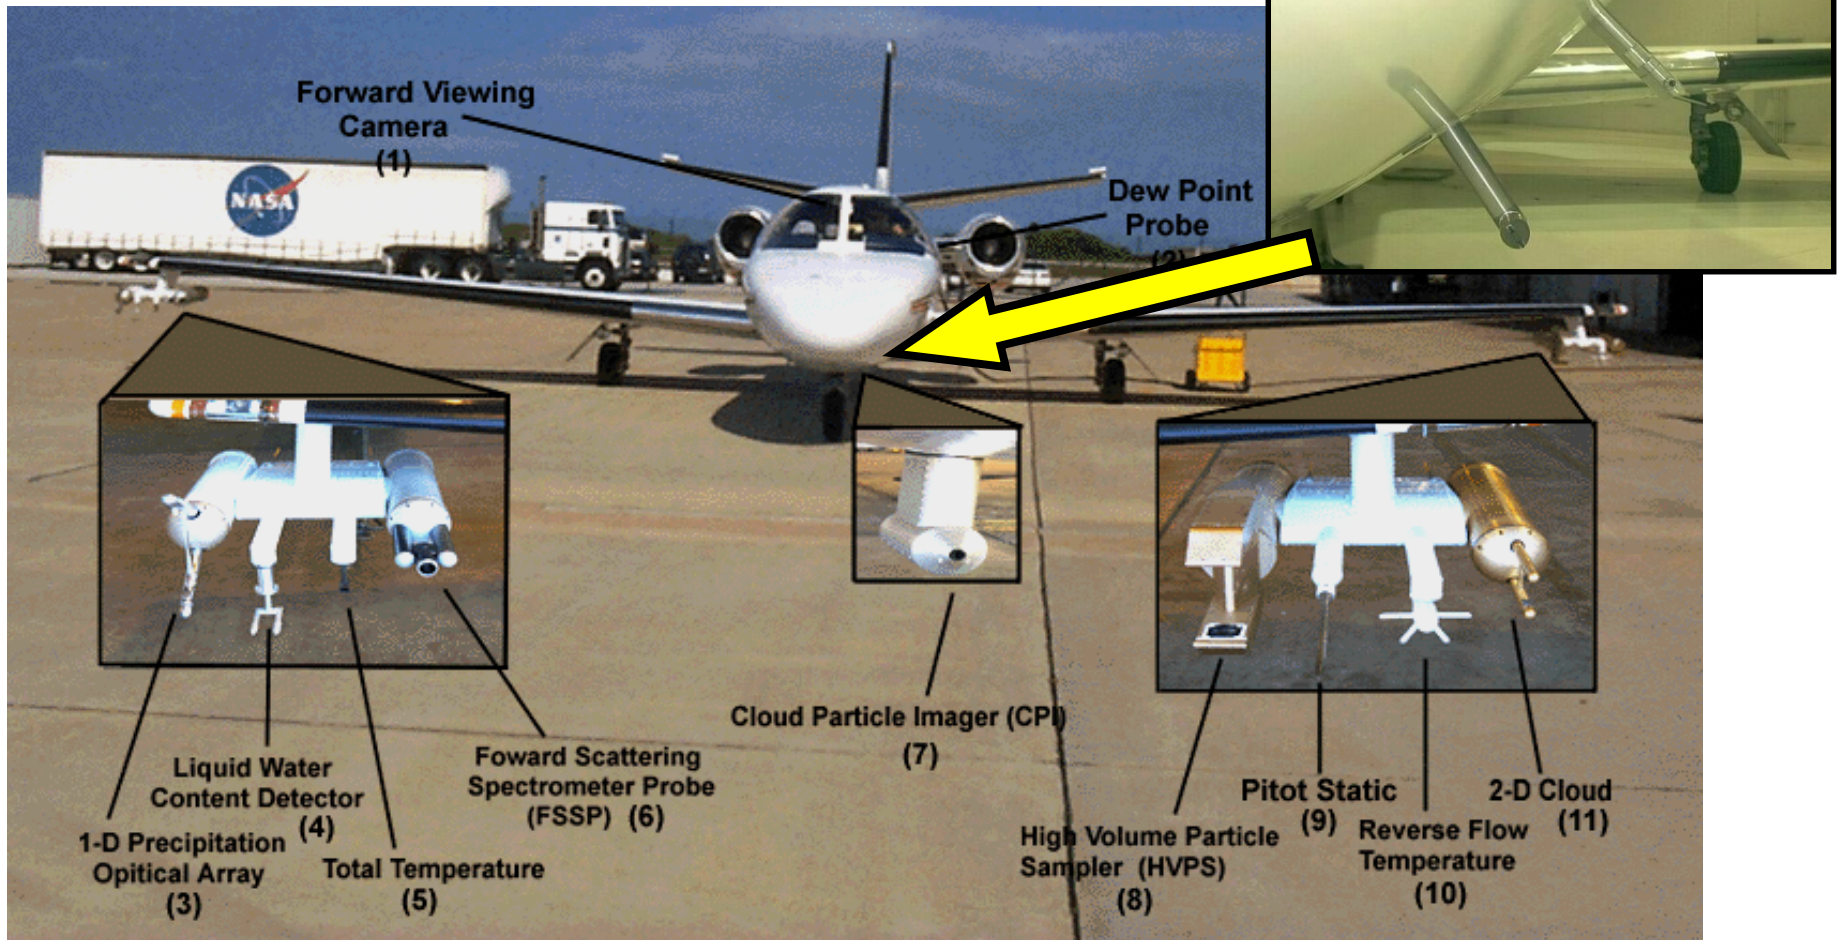 Forward Viewing
Camera
(1)
NASA
Dew Point
Probe
(2)
Liquid Water
Content Detector
(4)
1-D Precipitation
Opitical Array
(3)
Total Temperature
(5)
Foward Scattering
Spectrometer Probe
(FSSP) (6)
Cloud Particle Imager (CPI)
(7)
High Volume Particle
Sampler (HVPS)
(8)
Pitot Static
(9)
Reverse Flow
Temperature
(10)
2-D Cloud
(11)